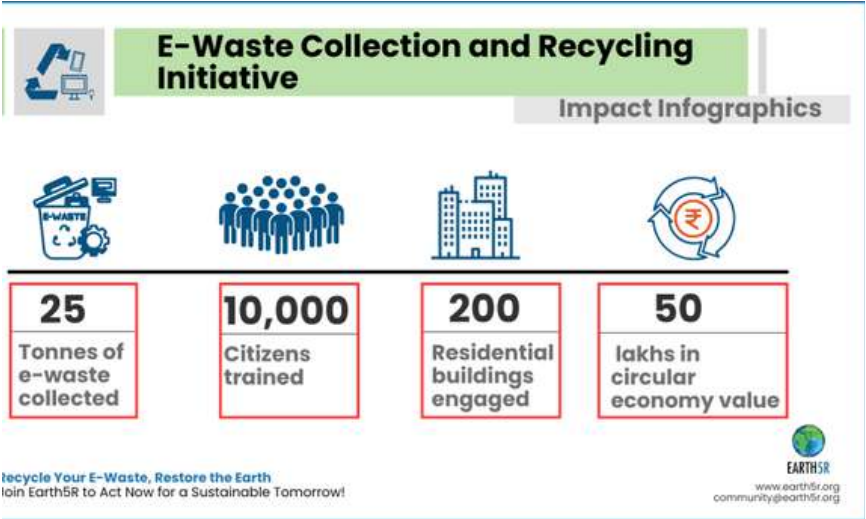 E-Waste Collection and Recycling
Initiative
Impact Infographics
E-WASTE
₹
25
Tonnes of
e-waste
collected
10,000
Citizens
trained
200
Residential
buildings
engaged
50
lakhs in
circular
economy value
Recycle Your E-Waste, Restore the Earth
Join Earth5R to Act Now for a Sustainable Tomorrow!
EARTH5R
www.earth5r.org
community@earth5r.org